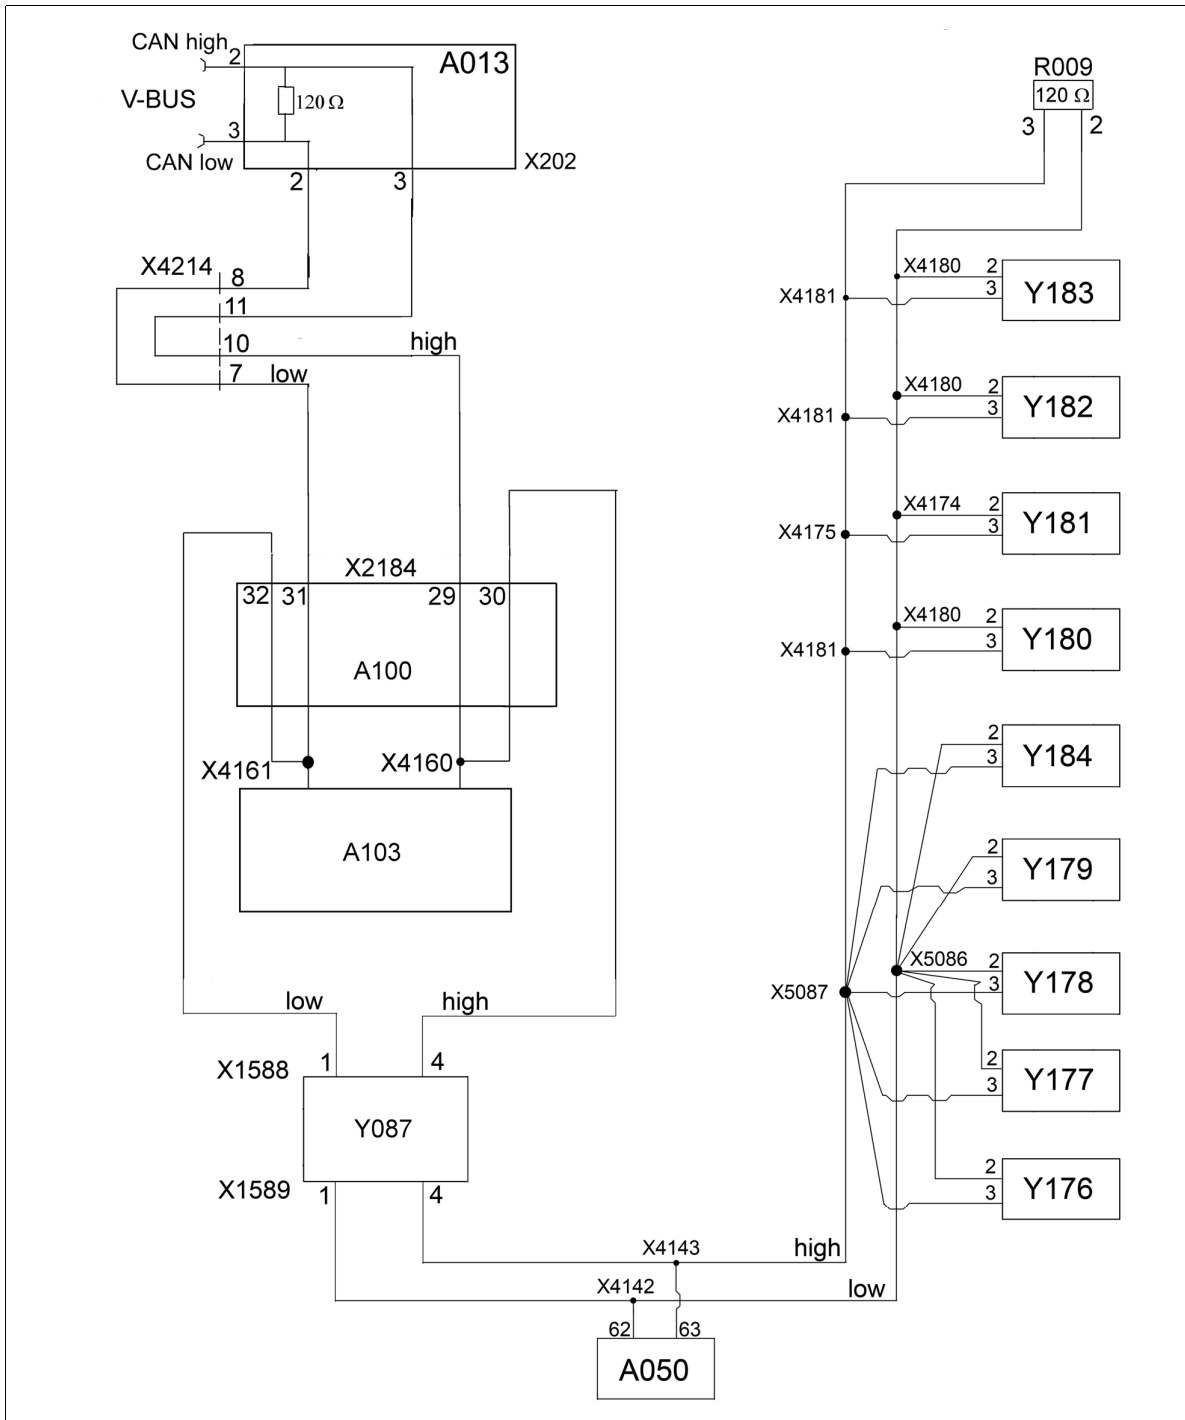 CAN high
2
A013
V-BUS
120 Ω
3
CAN low
X202
2
3
X4214
8
11
10
high
7
low
X2184
32
31
29
30
A100
X4161
X4160
A103
low
high
X1588
1
4
Y087
X1589
1
4
X4143
high
X4142
low
62
63
A050
R009
120 Ω
3
2
X4180
2
X4181
3
Y183
X4180
2
X4181
3
Y182
X4174
2
X4175
3
Y181
X4180
2
X4181
3
Y180
2
3
Y184
2
3
Y179
X5086
2
X5087
3
Y178
2
3
Y177
2
3
Y176